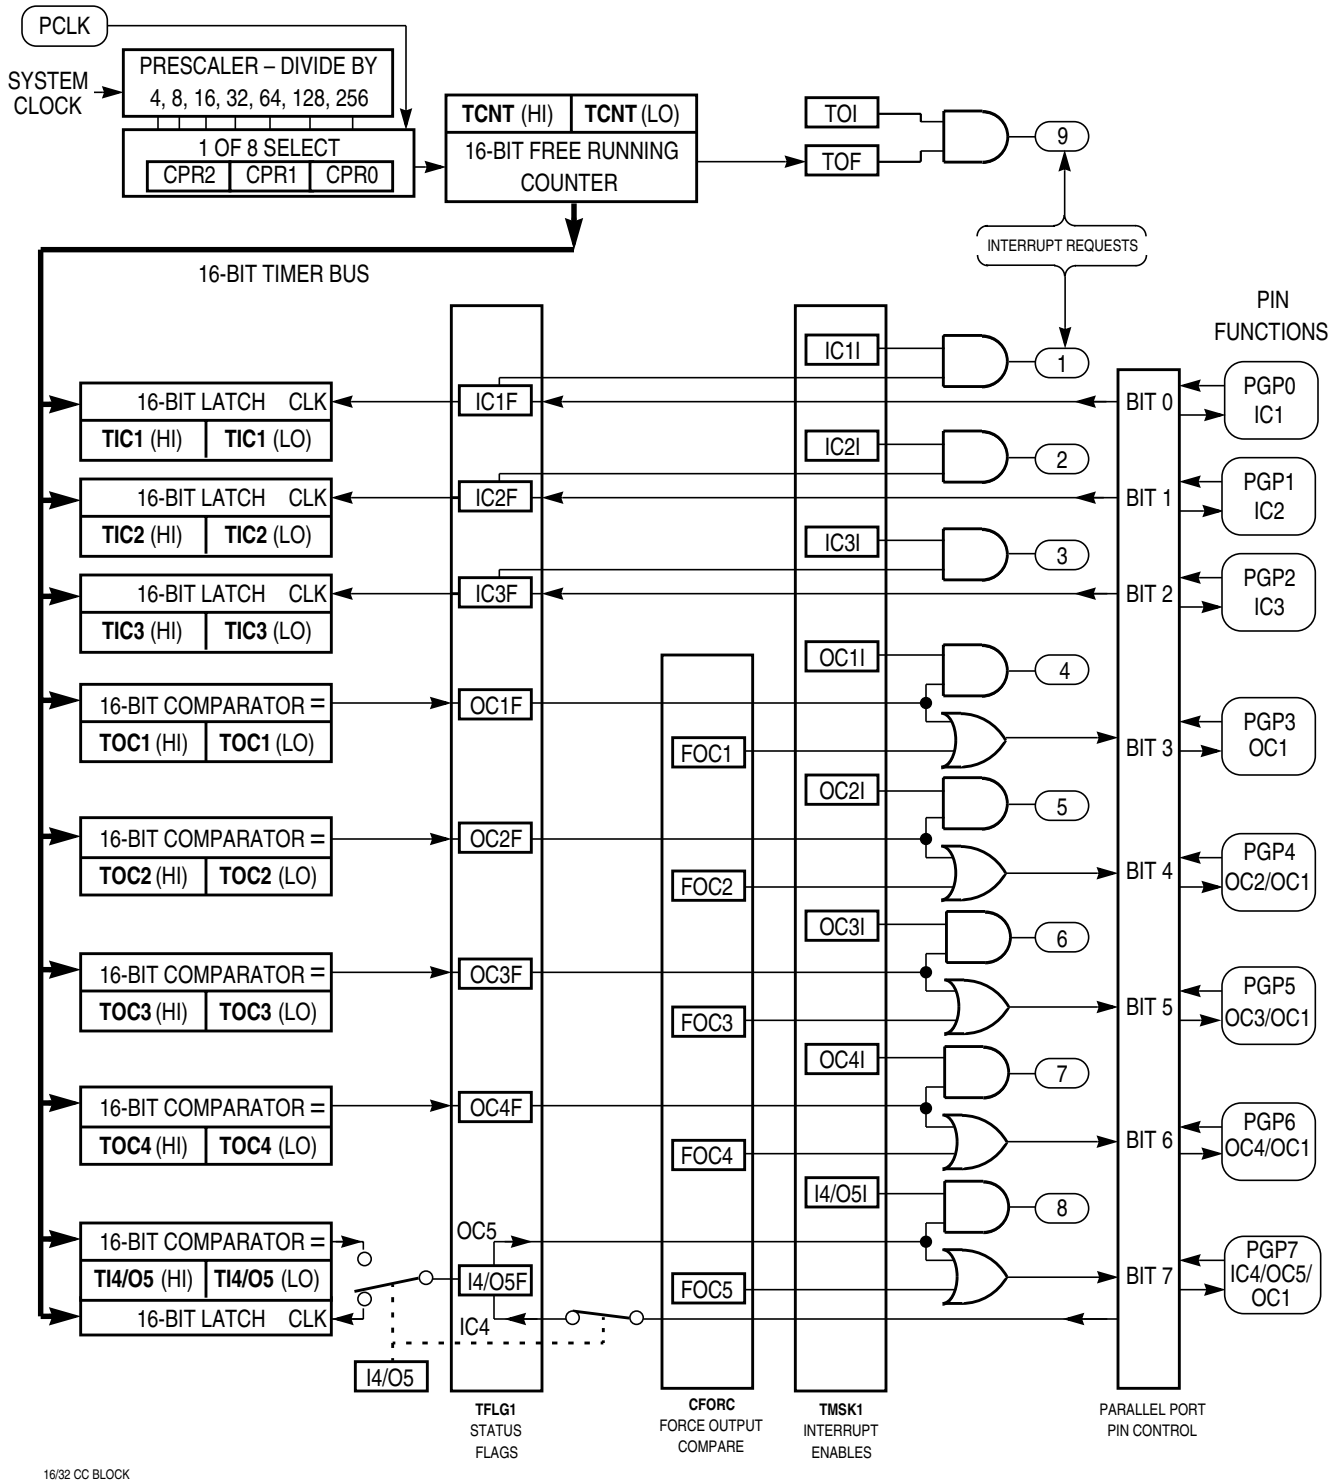 PCLK
SYSTEM
CLOCK
PRESCALER – DIVIDE BY
4, 8, 16, 32, 64, 128, 256
1 OF 8 SELECT
CPR2 CPR1 CPR0
TCNT (HI) TCNT (LO)
16-BIT FREE RUNNING
COUNTER
TOI
TOF
9
INTERRUPT REQUESTS
16-BIT TIMER BUS
PIN
FUNCTIONS
IC1I
1
16-BIT LATCH CLK
TIC1 (HI) TIC1 (LO)
IC1F
BIT 0
PGP0
IC1
IC2I
2
16-BIT LATCH CLK
TIC2 (HI) TIC2 (LO)
IC2F
BIT 1
PGP1
IC2
IC3I
3
16-BIT LATCH CLK
TIC3 (HI) TIC3 (LO)
IC3F
BIT 2
PGP2
IC3
OC1I
4
16-BIT COMPARATOR =
TOC1 (HI) TOC1 (LO)
OC1F
FOC1
BIT 3
PGP3
OC1
OC2I
5
16-BIT COMPARATOR =
TOC2 (HI) TOC2 (LO)
OC2F
FOC2
BIT 4
PGP4
OC2/OC1
OC3I
6
16-BIT COMPARATOR =
TOC3 (HI) TOC3 (LO)
OC3F
FOC3
BIT 5
PGP5
OC3/OC1
OC4I
7
16-BIT COMPARATOR =
TOC4 (HI) TOC4 (LO)
OC4F
FOC4
BIT 6
PGP6
OC4/OC1
I4/O5I
8
16-BIT COMPARATOR =
TI4/O5 (HI) TI4/O5 (LO)
16-BIT LATCH CLK
OC5
I4/O5F
IC4
FOC5
BIT 7
PGP7
IC4/OC5/
OC1
I4/O5
TFLG1
STATUS
FLAGS
CFORC
FORCE OUTPUT
COMPARE
TMSK1
INTERRUPT
ENABLES
PARALLEL PORT
PIN CONTROL
16/32 CC BLOCK